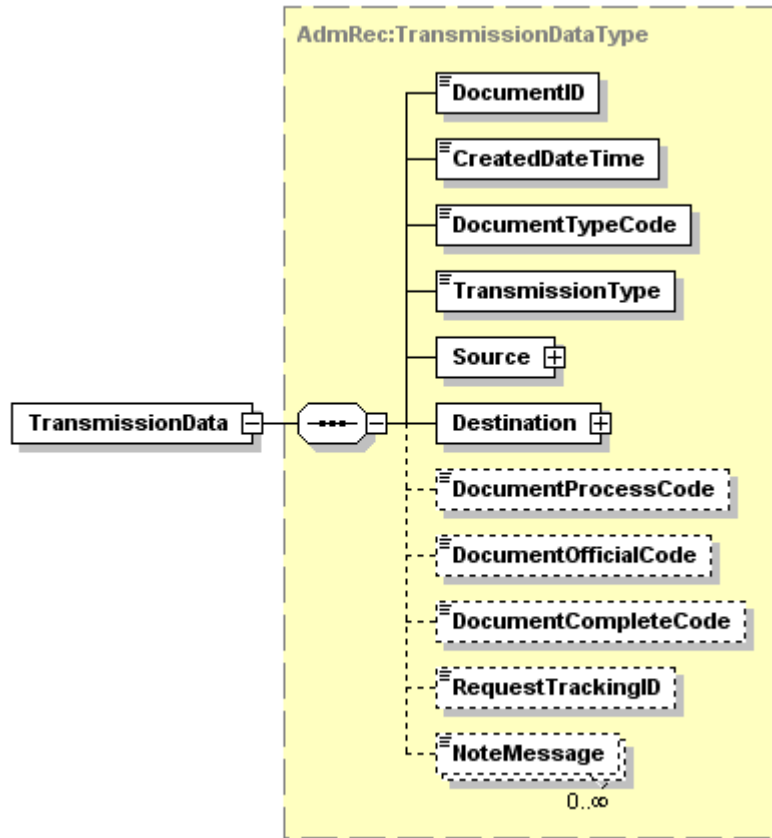 AdmRec:TransmissionDataType
DocumentID
CreatedDateTime
DocumentTypeCode
TransmissionType
Source
TransmissionData
Destination
DocumentProcessCode
DocumentOfficialCode
DocumentCompleteCode
RequestTrackingID
NoteMessage
0..∞